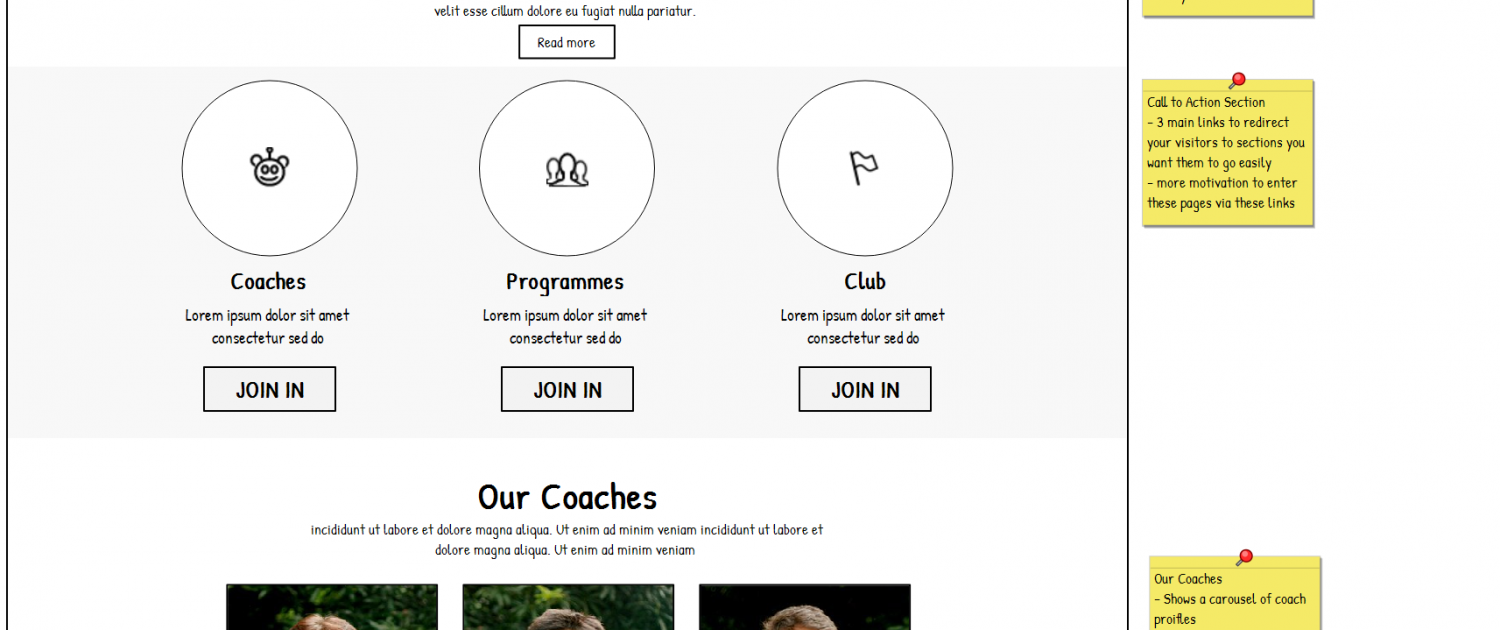 velit esse cillum dolore eu fugiat nulla pariatur.
Read more
Coaches
Lorem ipsum dolor sit amet
consectetur sed do
JOIN IN
Programmes
Lorem ipsum dolor sit amet
consectetur sed do
JOIN IN
Club
Lorem ipsum dolor sit amet
consectetur sed do
JOIN IN
Call to Action Section
- 3 main links to redirect
your visitors to sections you
want them to go easily
- more motivation to enter
these pages via these links
Our Coaches
incididunt ut labore et dolore magna aliqua. Ut enim ad minim veniam incididunt ut labore et
dolore magna aliqua. Ut enim ad minim veniam
Our Coaches
- Shows a carousel of coach
proifles